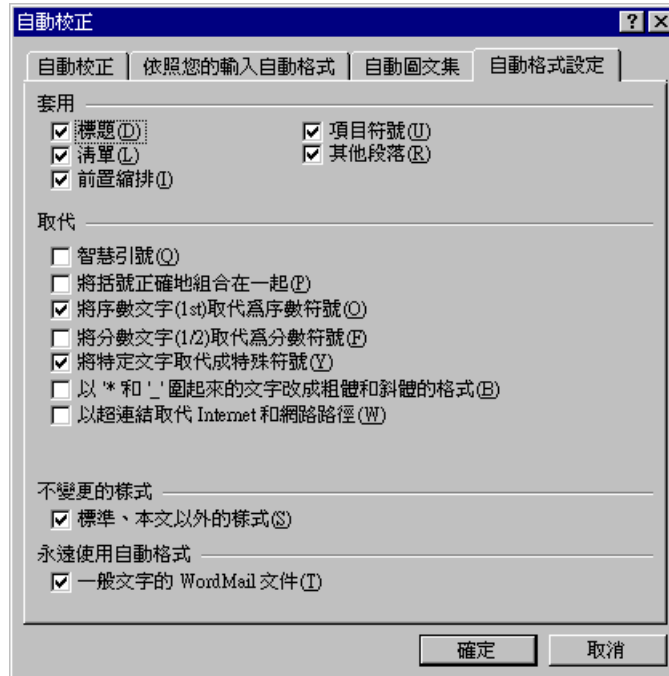 自動校正
自動校正 依照您的輸入自動格式 自動圖文集 自動格式設定
套用
標題(D) 項目符號(U)
清單(L) 其他段落(R)
前置縮排(I)
取代
智慧引號(Q)
將括號正確地組合在一起(P)
將序數文字(1st)取代爲序數符號(O)
將分數文字(1/2)取代爲分數符號(F)
將特定文字取代成特殊符號(Y)
以 '* 和 '_' 圍起來的文字改成粗體和斜體的格式(B)
以超連結取代 Internet 和網路路徑(W)
不變更的樣式
標準、本文以外的樣式(S)
永遠使用自動格式
一般文字的 WordMail 文件(T)
確定 取消